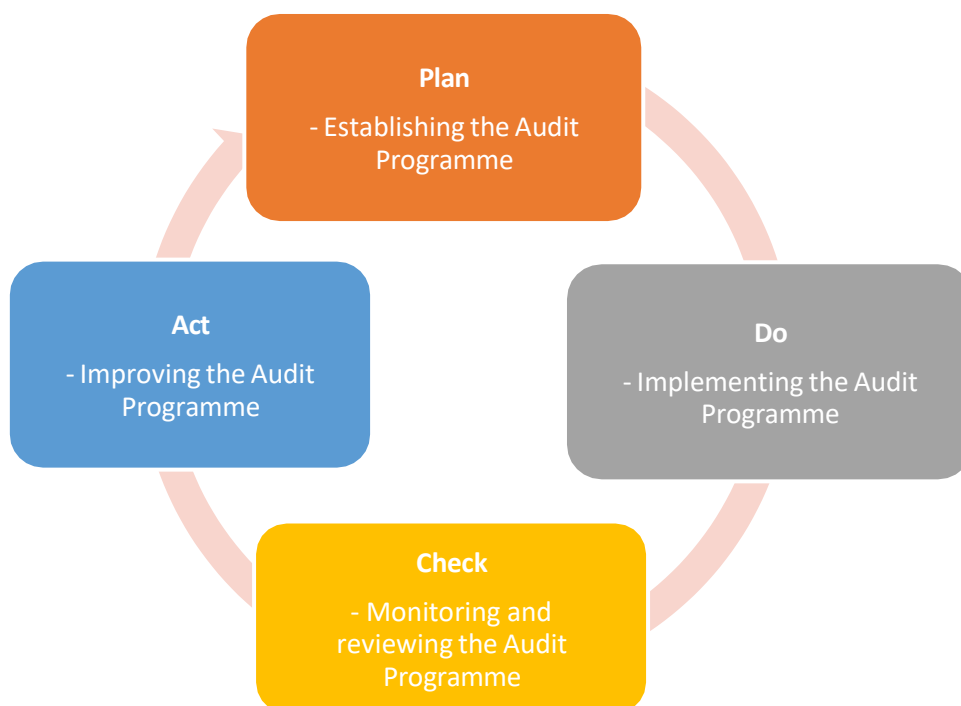 Plan
- Establishing the Audit
Programme
Act
- Improving the Audit
Programme
Do
- Implementing the Audit
Programme
Check
- Monitoring and
reviewing the Audit
Programme